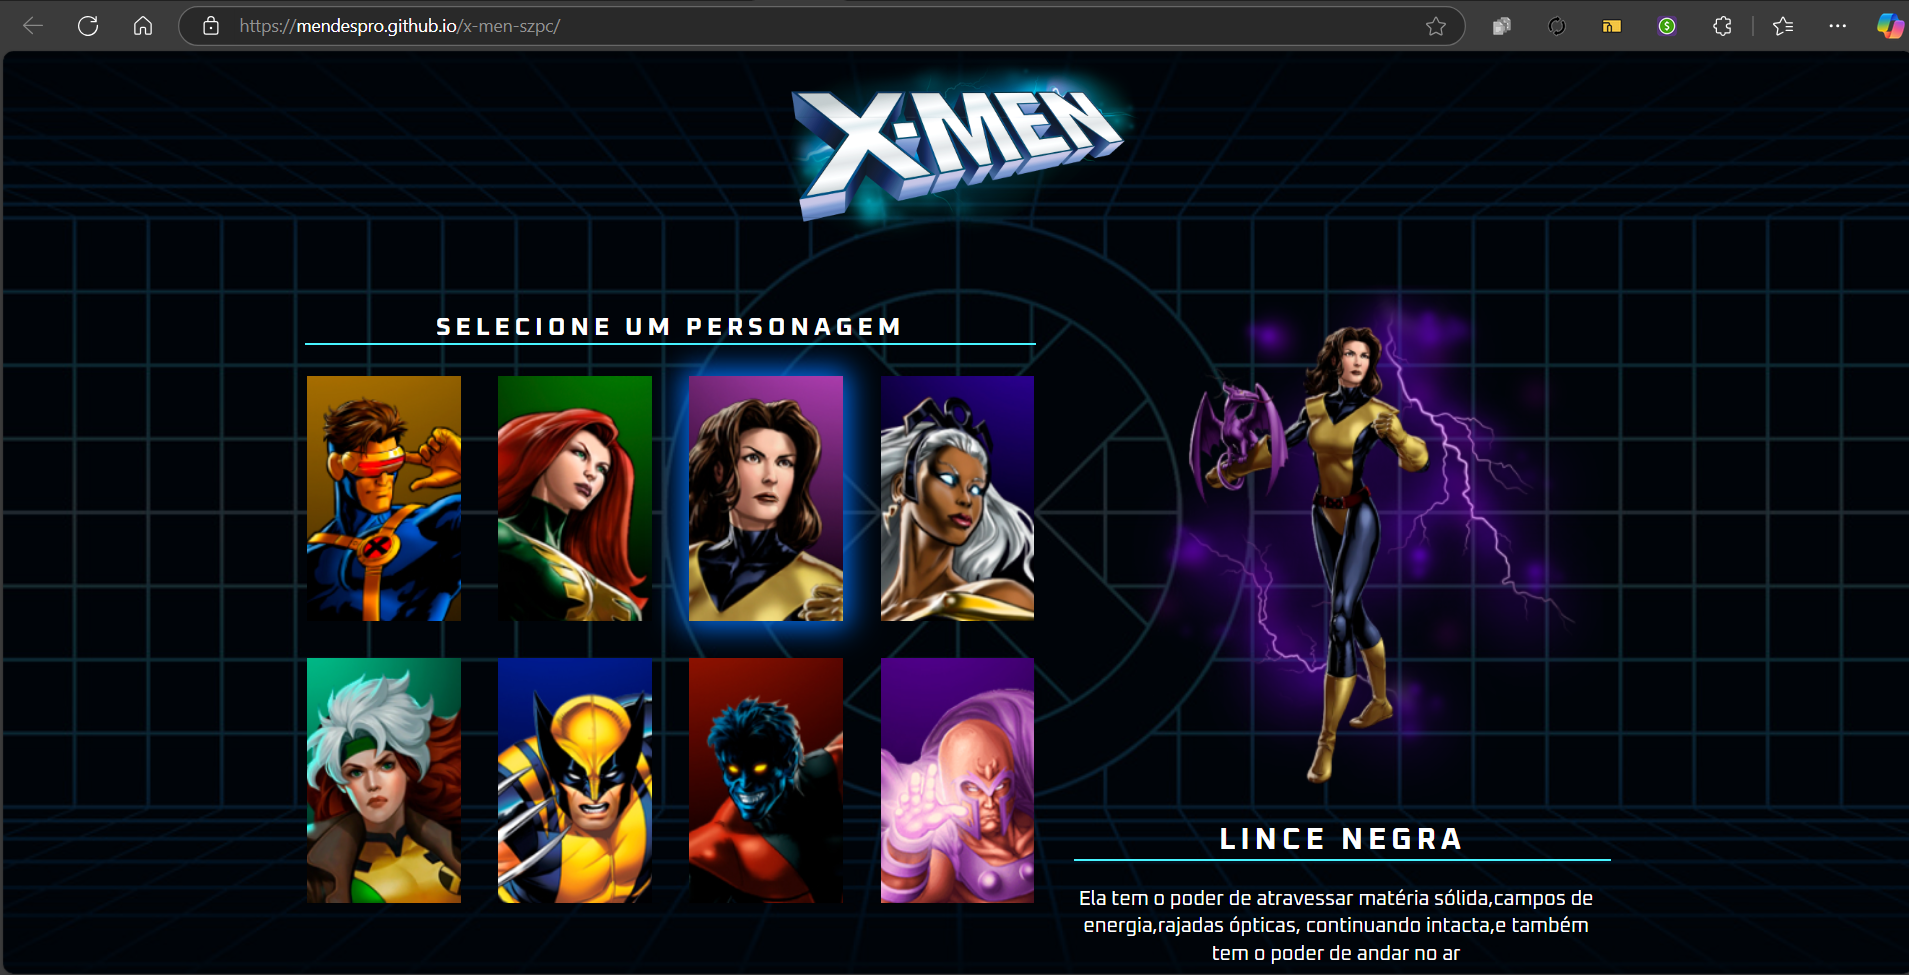 https://mendespro.github.io/x-men-szpc/
X-MEN
SELECIONE UM PERSONAGEM
LINCE NEGRA
Ela tem o poder de atravessar matéria sólida,campos de
energia,rajadas ópticas, continuando intacta,e também
tem o poder de andar no ar